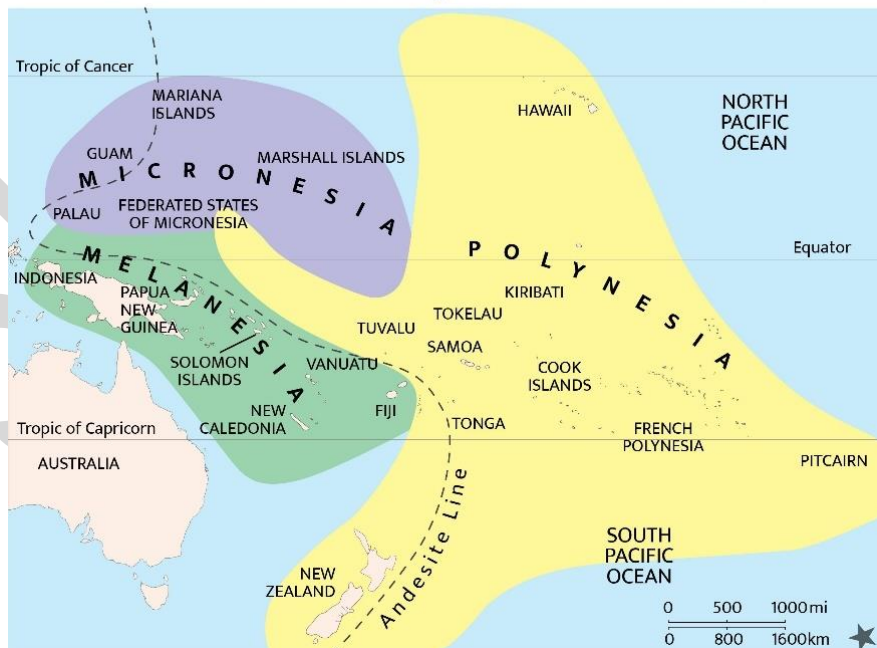 Tropic of Cancer
MARIANA
ISLANDS
HAWAII
NORTH
PACIFIC
OCEAN
GUAM
MARSHALL ISLANDS
MICRONESIA
PALAU
FEDERATED STATES
OF MICRONESIA
POLYNESIA
Equator
MELANESIA
INDONESIA
PAPUA
NEW
GUINEA
KIRIBATI
TOKELAU
TUVALU
SAMOA
SOLOMON
ISLANDS
VANUATU
COOK
ISLANDS
FIJI
NEW
CALEDONIA
TONGA
FRENCH
POLYNESIA
Tropic of Capricorn
AUSTRALIA
PITCAIRN
Andesite Line
SOUTH
PACIFIC
OCEAN
NEW
ZEALAND
0 500 1000 mi
0 800 1600 km